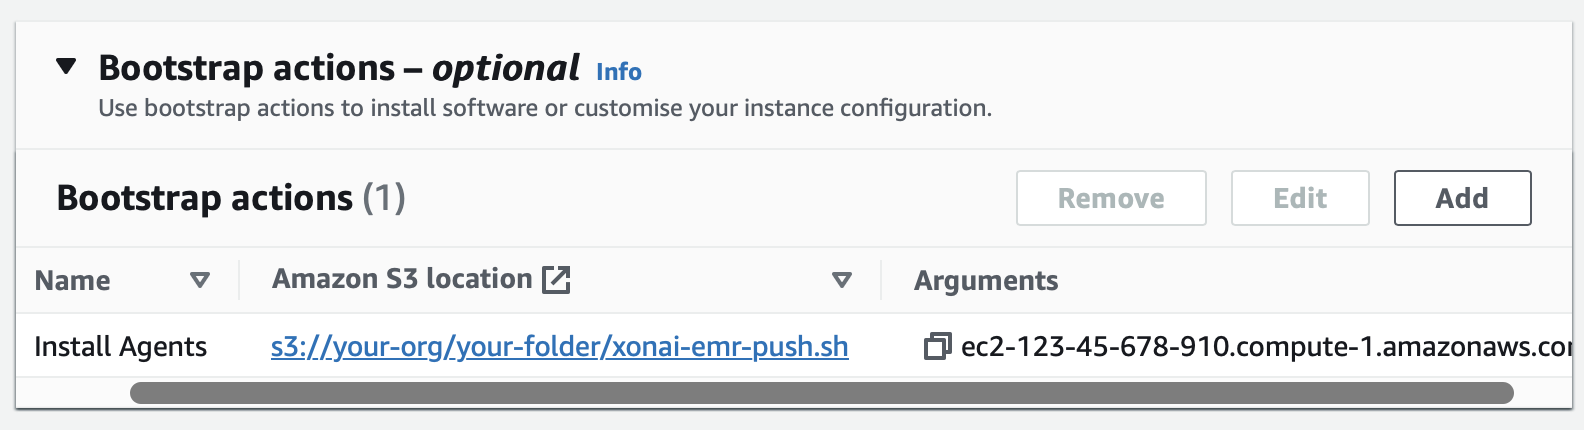 Bootstrap actions – optional Info
Use bootstrap actions to install software or customise your instance configuration.
Bootstrap actions (1)
Remove Edit Add
Name Amazon S3 location Arguments
Install Agents s3://your-org/your-folder/xonai-emr-push.sh ec2-123-45-678-910.compute-1.amazonaws.con